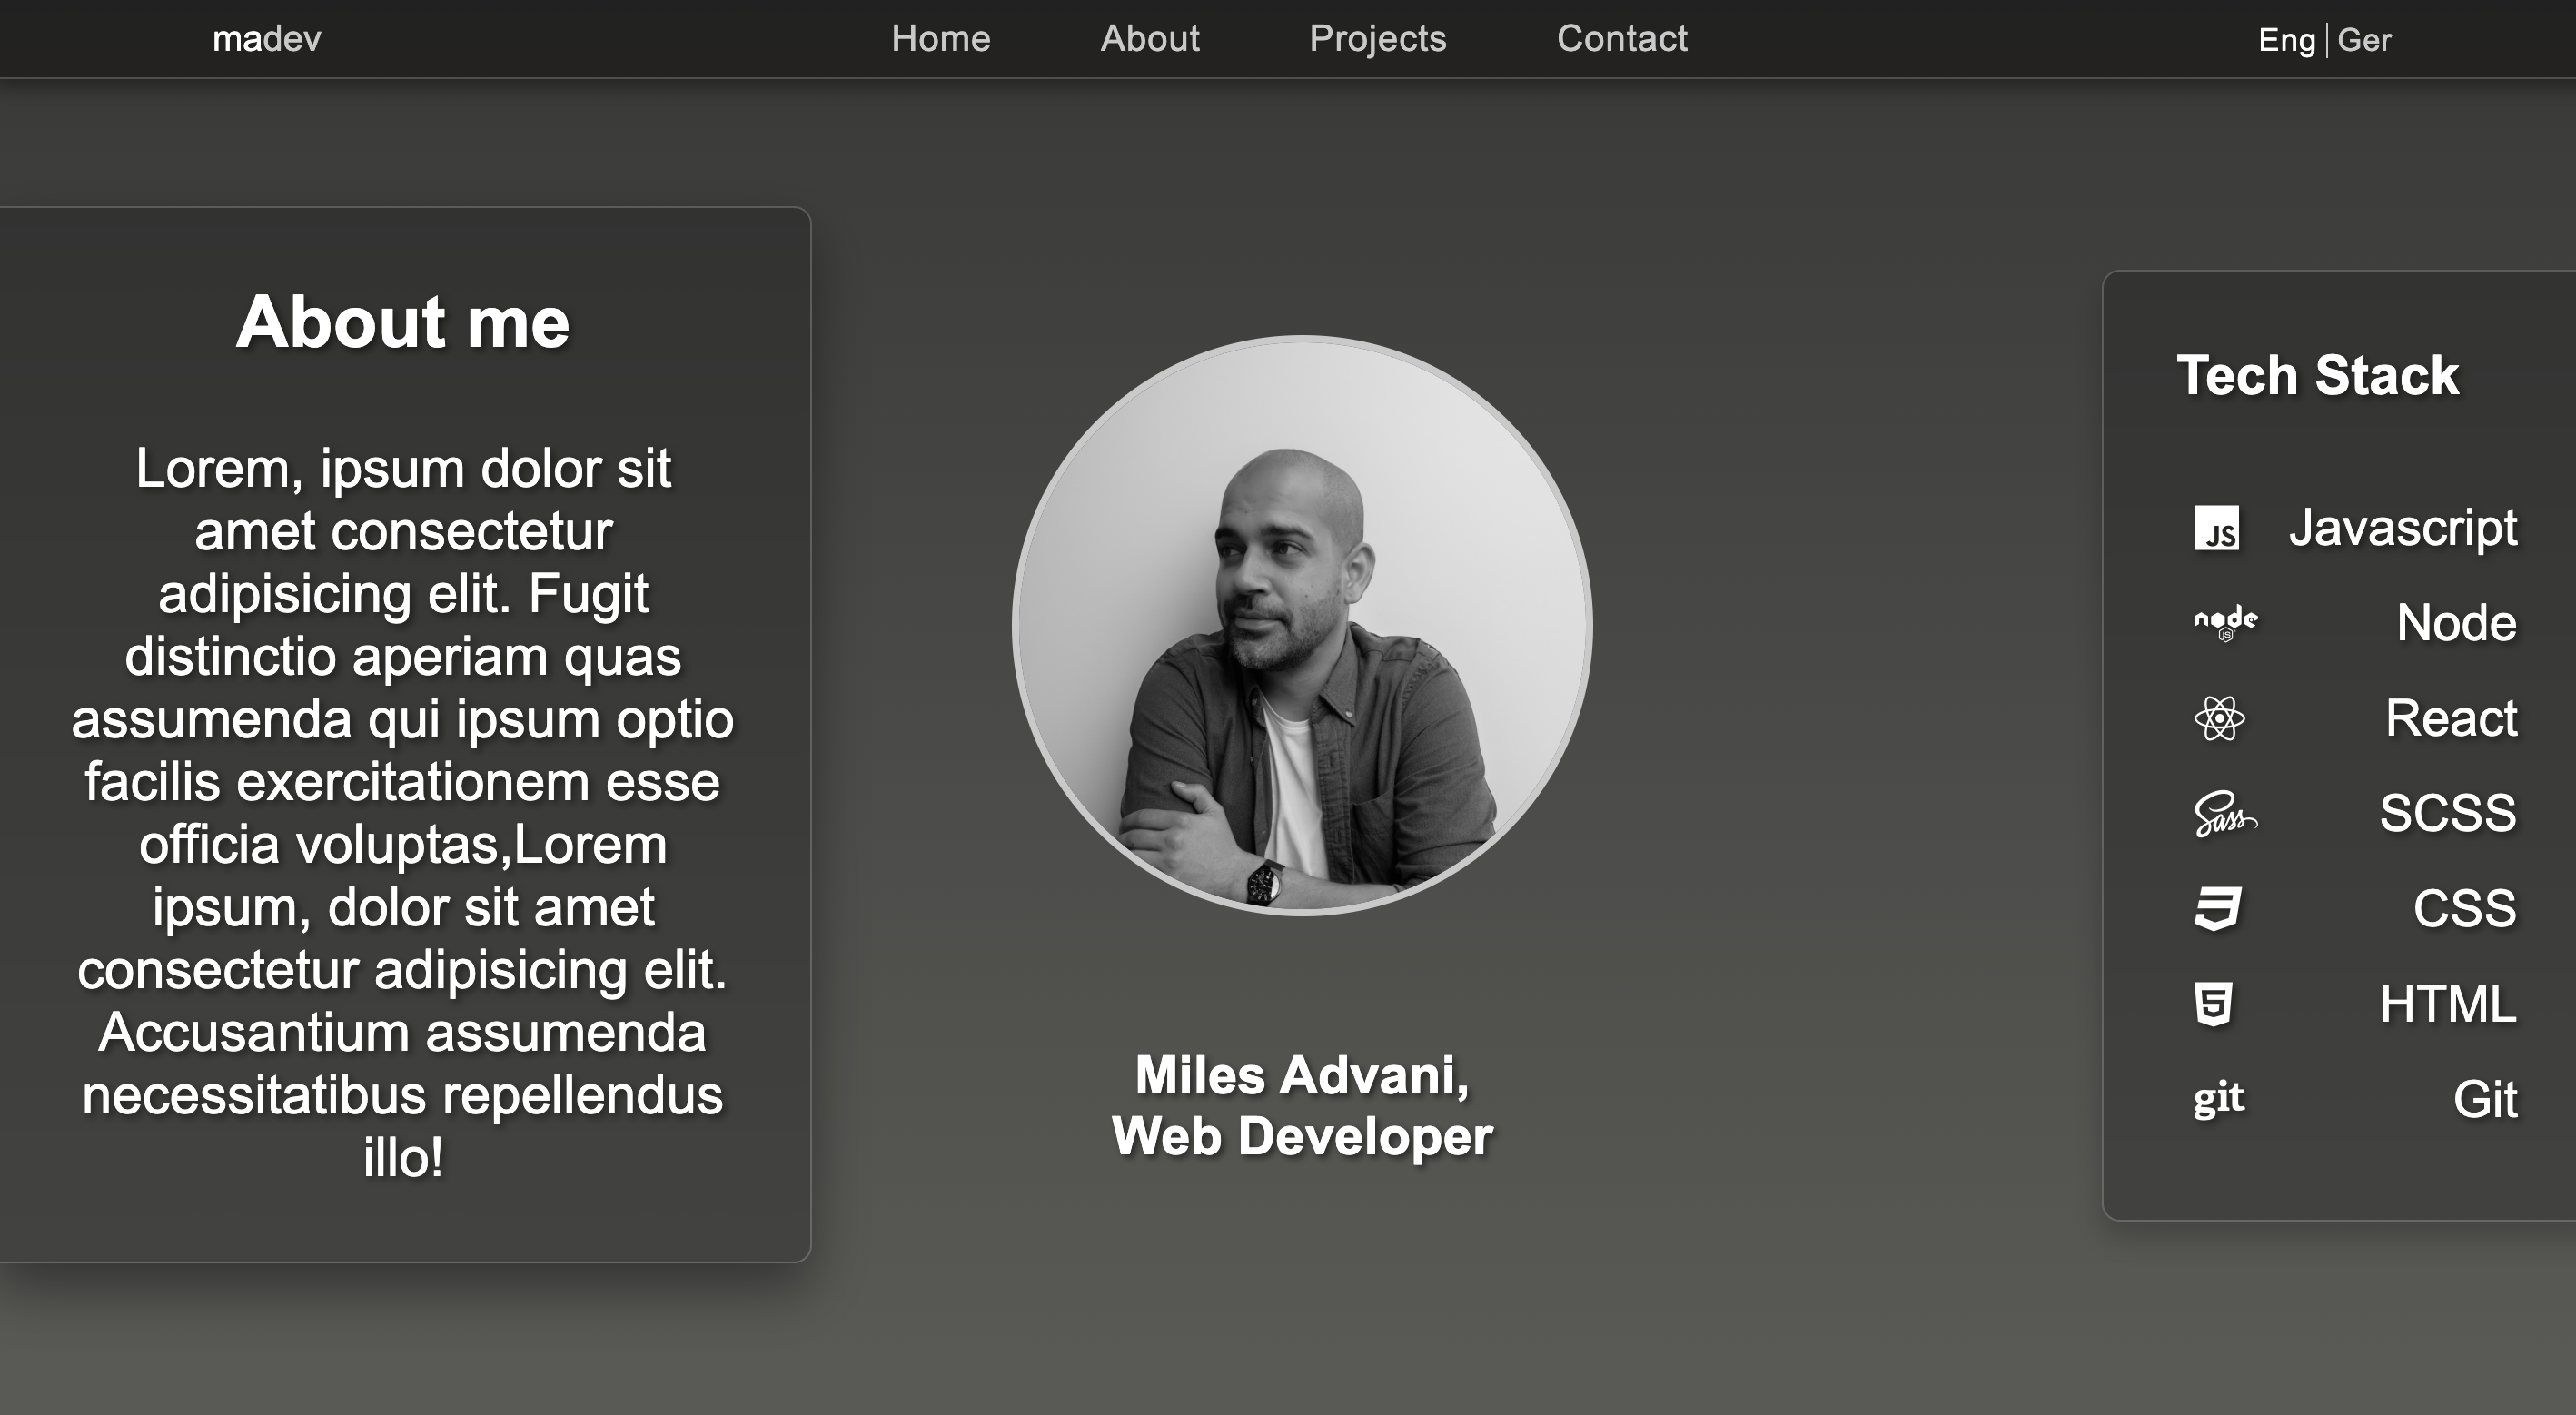 madev
Home
About
Projects
Contact
Eng | Ger
About me
Lorem, ipsum dolor sit
amet consectetur
adipisicing elit. Fugit
distinctio aperiam quas
assumenda qui ipsum optio
facilis exercitationem esse
officia voluptas,Lorem
ipsum, dolor sit amet
consectetur adipisicing elit.
Accusantium assumenda
necessitatibus repellendus
illo!
Miles Advani,
Web Developer
Tech Stack
JS Javascript
node JS Node
React
Sass SCSS
CSS
5 HTML
git Git